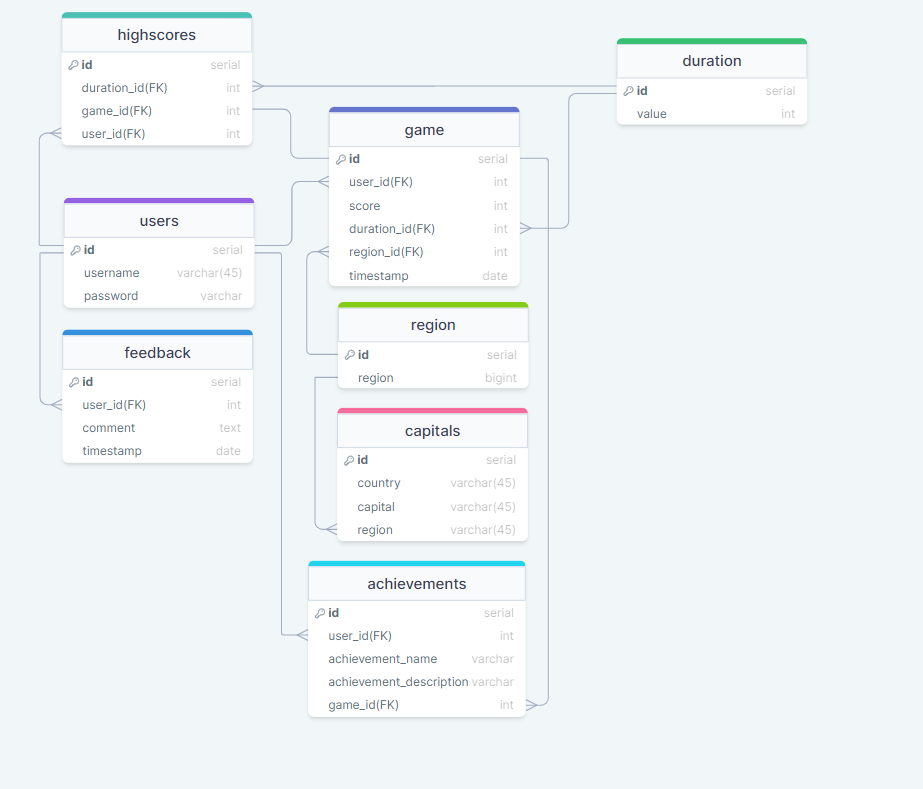 highscores
id serial
duration_id(FK) int
game_id(FK) int
user_id(FK) int
duration
id serial
value int
game
id serial
user_id(FK) int
score int
duration_id(FK) int
region_id(FK) int
timestamp date
users
id serial
username varchar(45)
password varchar
region
id serial
region bigint
feedback
id serial
user_id(FK) int
comment text
timestamp date
capitals
id serial
country varchar(45)
capital varchar(45)
region varchar(45)
achievements
id serial
user_id(FK) int
achievement_name varchar
achievement_description varchar
game_id(FK) int